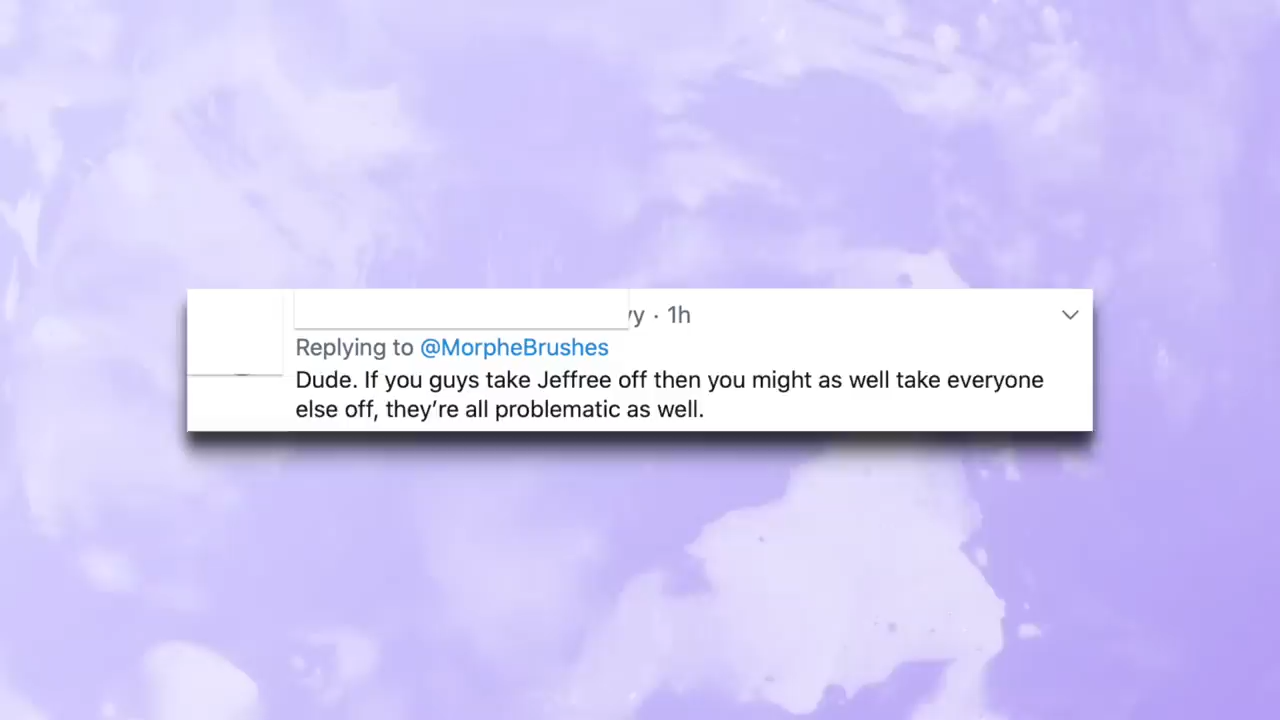 yy · 1h
Replying to @MorpheBrushes
Dude. If you guys take Jeffree off then you might as well take everyone
else off, they’re all problematic as well.